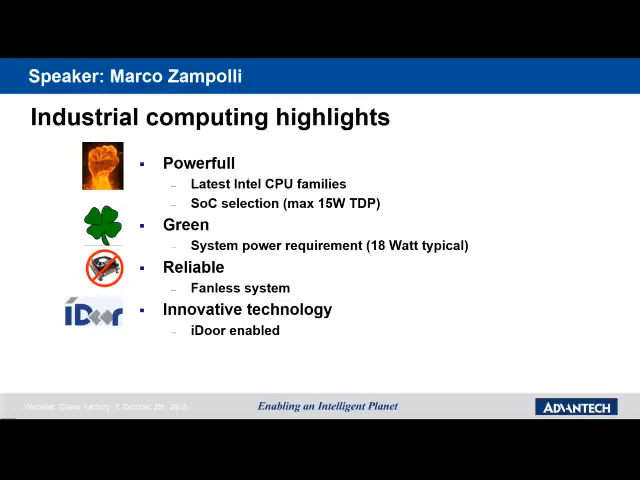 Speaker: Marco Zampolli
Industrial computing highlights
▪ Powerfull
– Latest Intel CPU families
– SoC selection (max 15W TDP)
▪ Green
– System power requirement (18 Watt typical)
▪ Reliable
– Fanless system
iDoor
▪ Innovative technology
– iDoor enabled
Enabling an Intelligent Planet
ADVANTECH